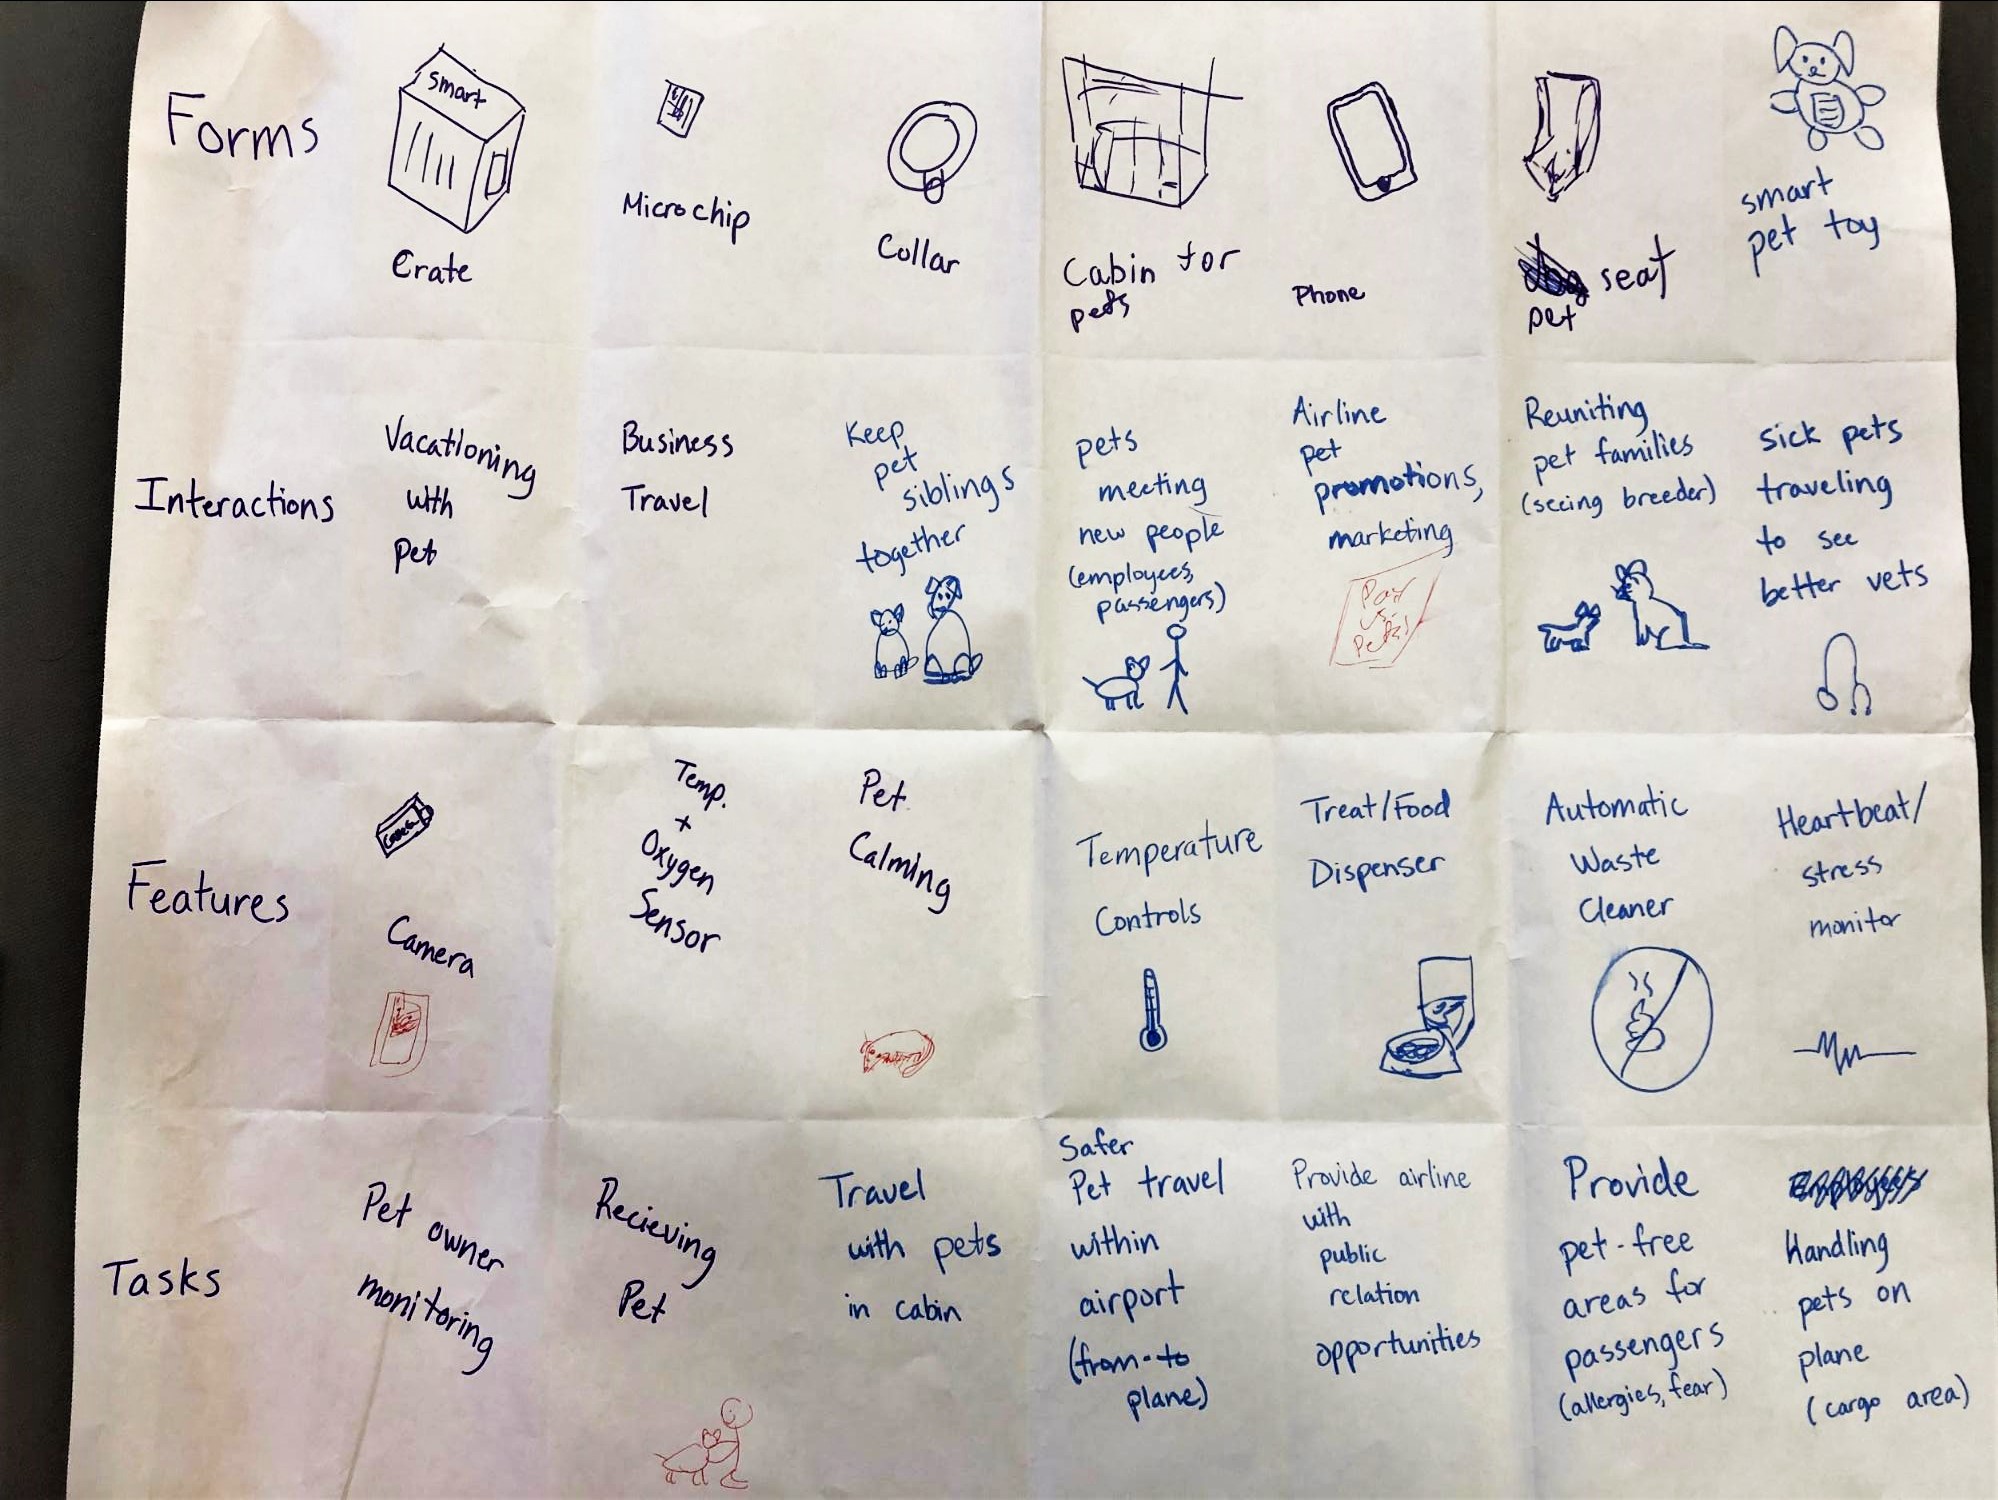 Forms
smart
Crate
Microchip
Collar
Cabin for
pets
Phone
seat
pet
smart
pet toy
Interactions
Vacationing
with
Pet
Business
Travel
Keep
pet
siblings
together
pets
meeting
new people
(employees,
passengers)
Airline
pet
promotions,
marketing
Reuniting
pet families
(seeing breeder)
sick pets
traveling
to see
better vets
Features
Camera
Temp.
+
Oxygen
Sensor
Pet
Calming
Temperature
Controls
Treat/Food
Dispenser
Automatic
Waste
Cleaner
Heartbeat/
stress
monitor
Tasks
Pet owner
monitoring
Recieving
Pet
Travel
with pets
in cabin
Safer
Pet travel
within
airport
(from-to
plane)
Provide airline
with
public
relation
opportunities
Provide
pet-free
areas for
passengers
(allergies, fear)
Handling
pets on
plane
(cargo area)